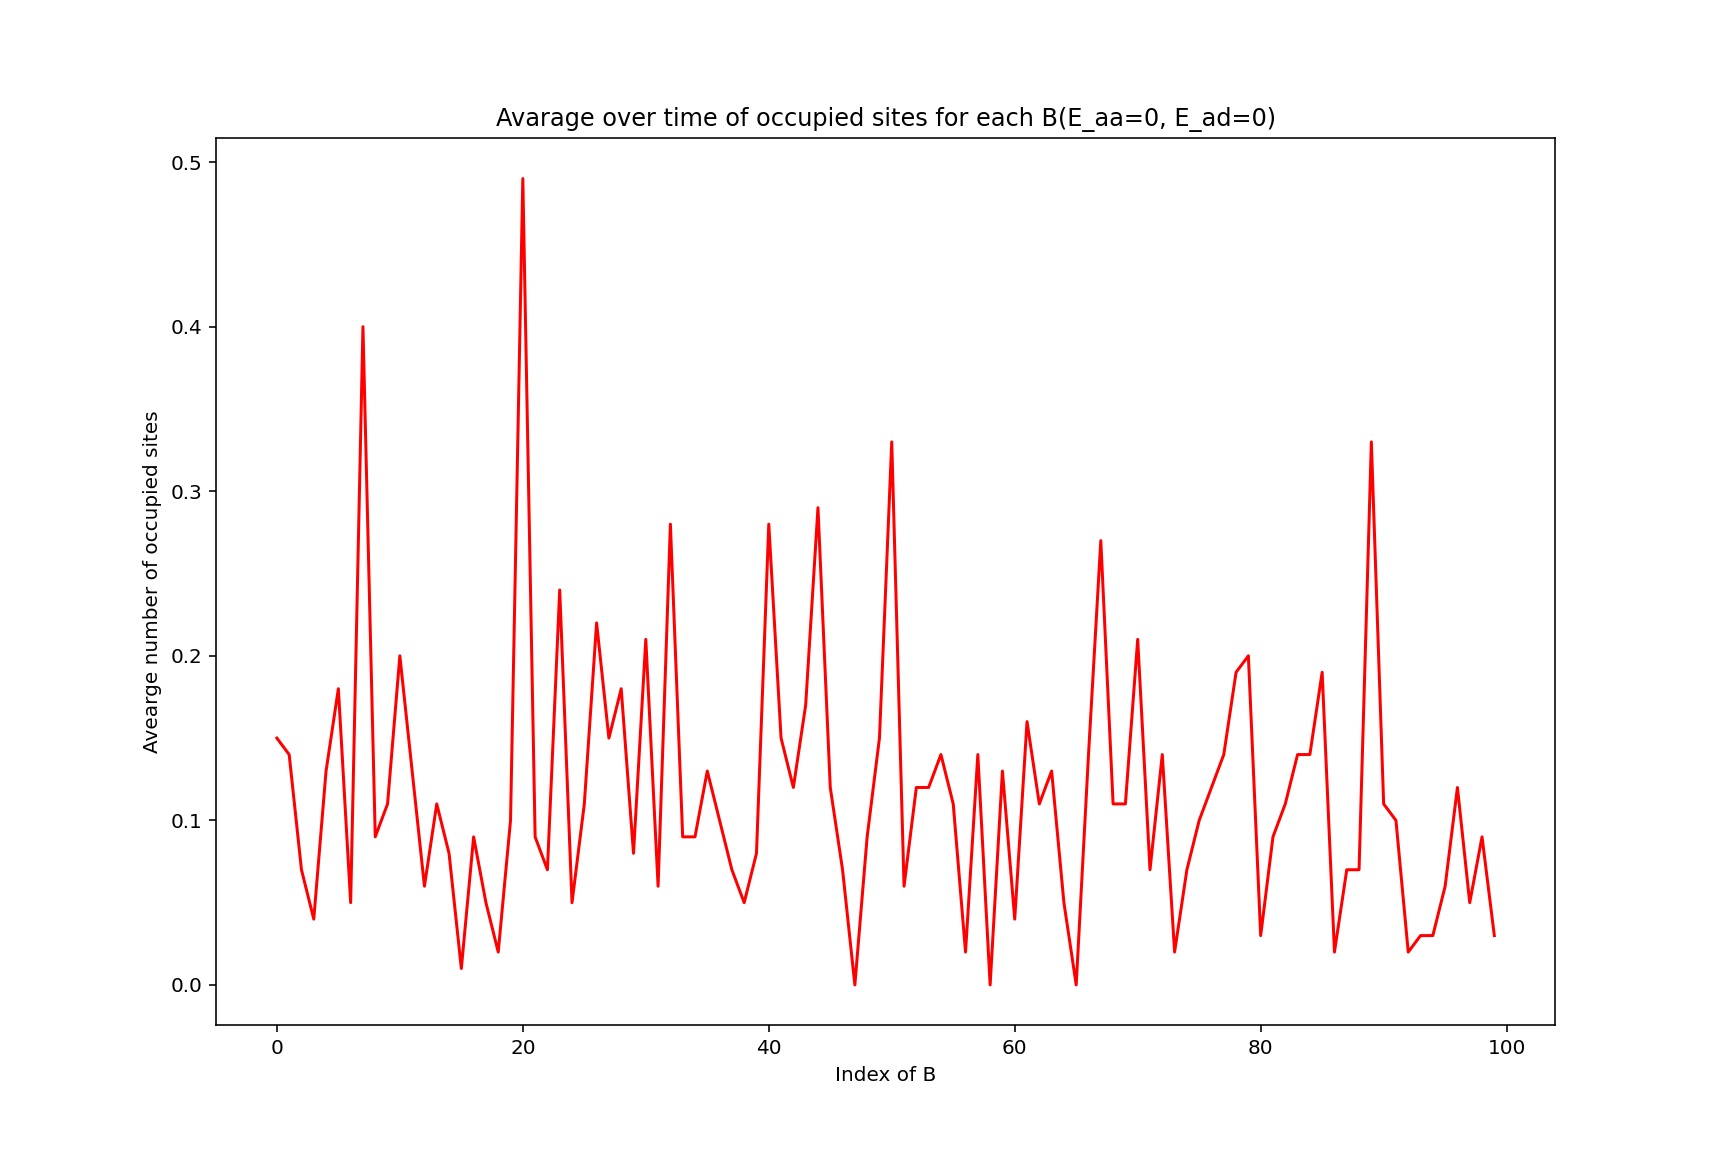 Avarage over time of occupied sites for each B(E_aa=0, E_ad=0)
Avearge number of occupied sites
0.5
0.4
0.3
0.2
0.1
0.0
0 20 40 60 80 100
Index of B